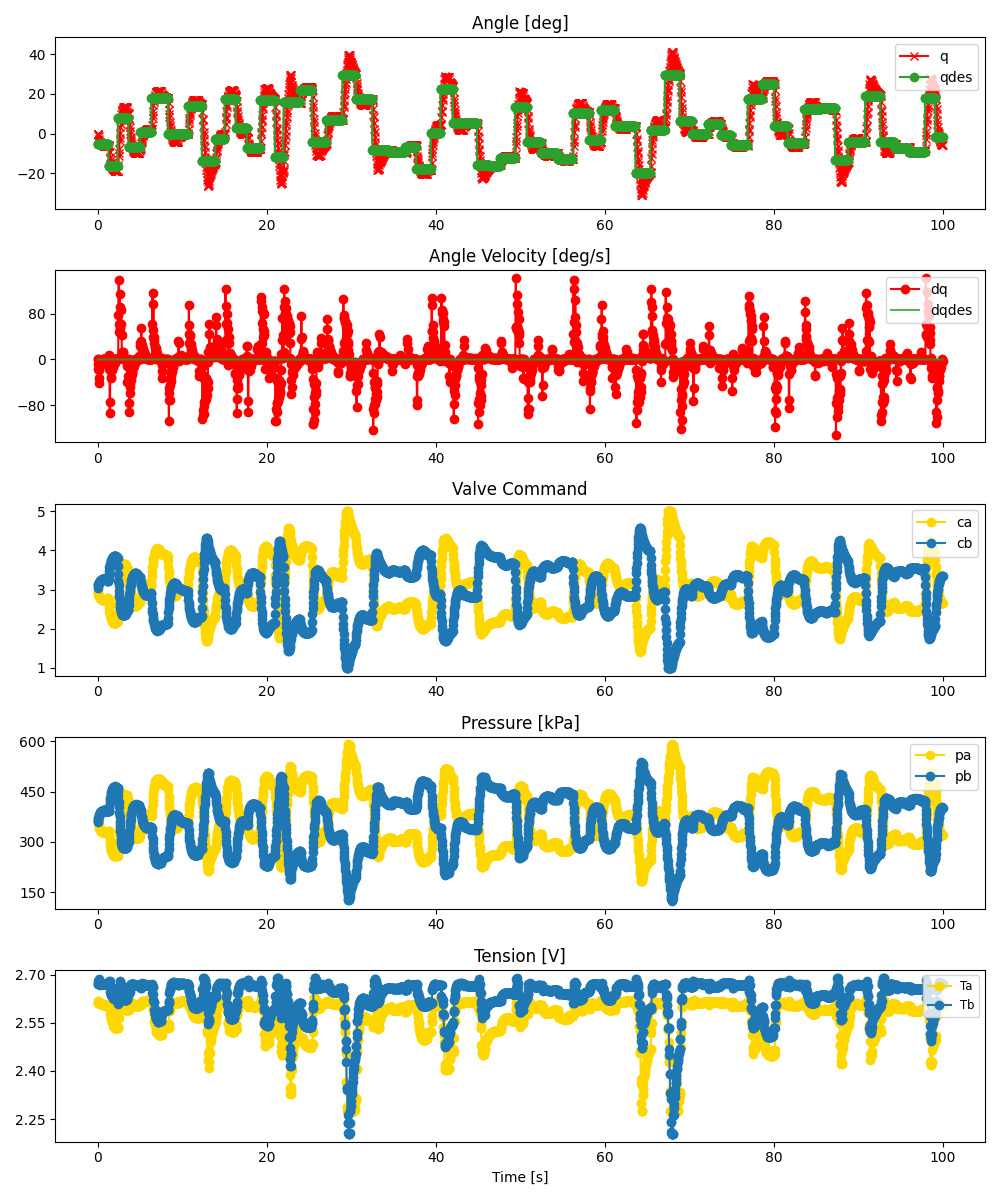 Angle [deg]
40
20
0
−20
q
qdes
0 20 40 60 80 100
Angle Velocity [deg/s]
80
0
−80
dq
dqdes
0 20 40 60 80 100
Valve Command
5
4
3
2
1
ca
cb
0 20 40 60 80 100
Pressure [kPa]
600
450
300
150
pa
pb
0 20 40 60 80 100
Tension [V]
2.70
2.55
2.40
2.25
Ta
Tb
0 20 40 60 80 100
Time [s]